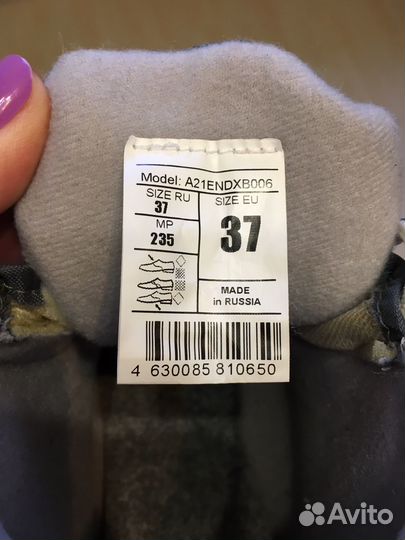 Model: A21ENDXB006
SIZE RU
37
MP
235
SIZE EU
37
MADE
in RUSSIA
4 630085 810650
Avito